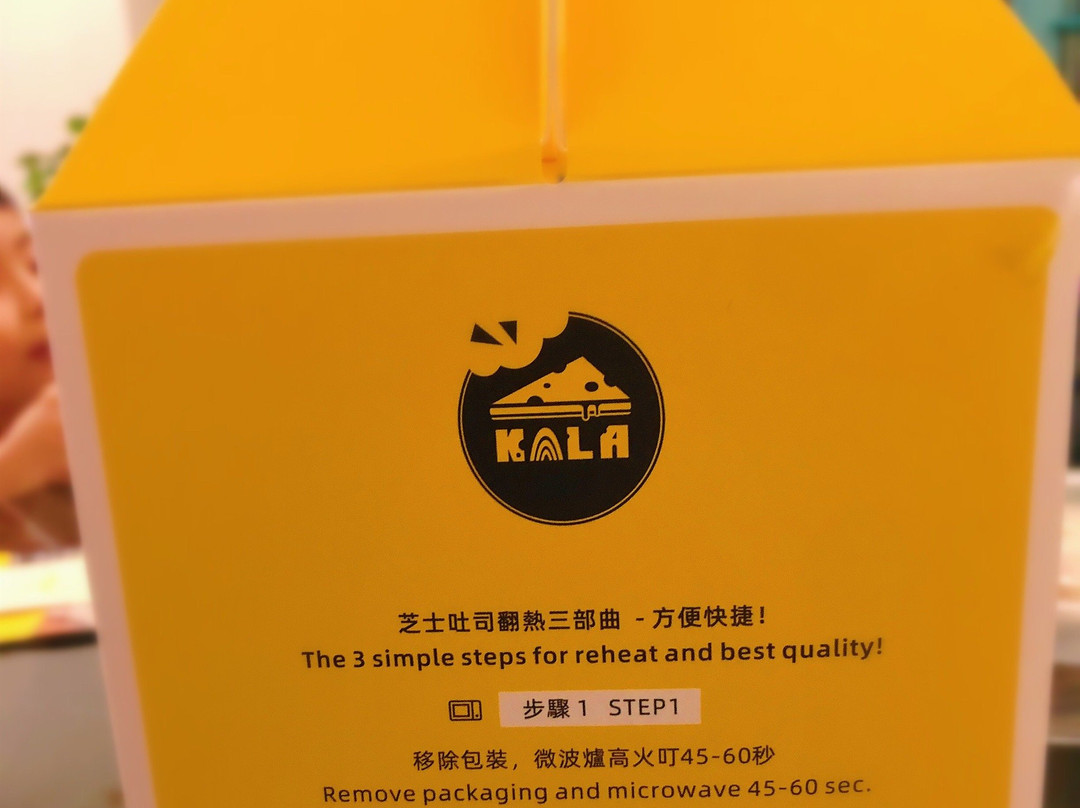 KALA
芝士吐司翻熱三部曲 - 方便快捷！
The 3 simple steps for reheat and best quality!
步驟 1 STEP1
移除包裝，微波爐高火叮45-60秒
Remove packaging and microwave 45-60 sec.